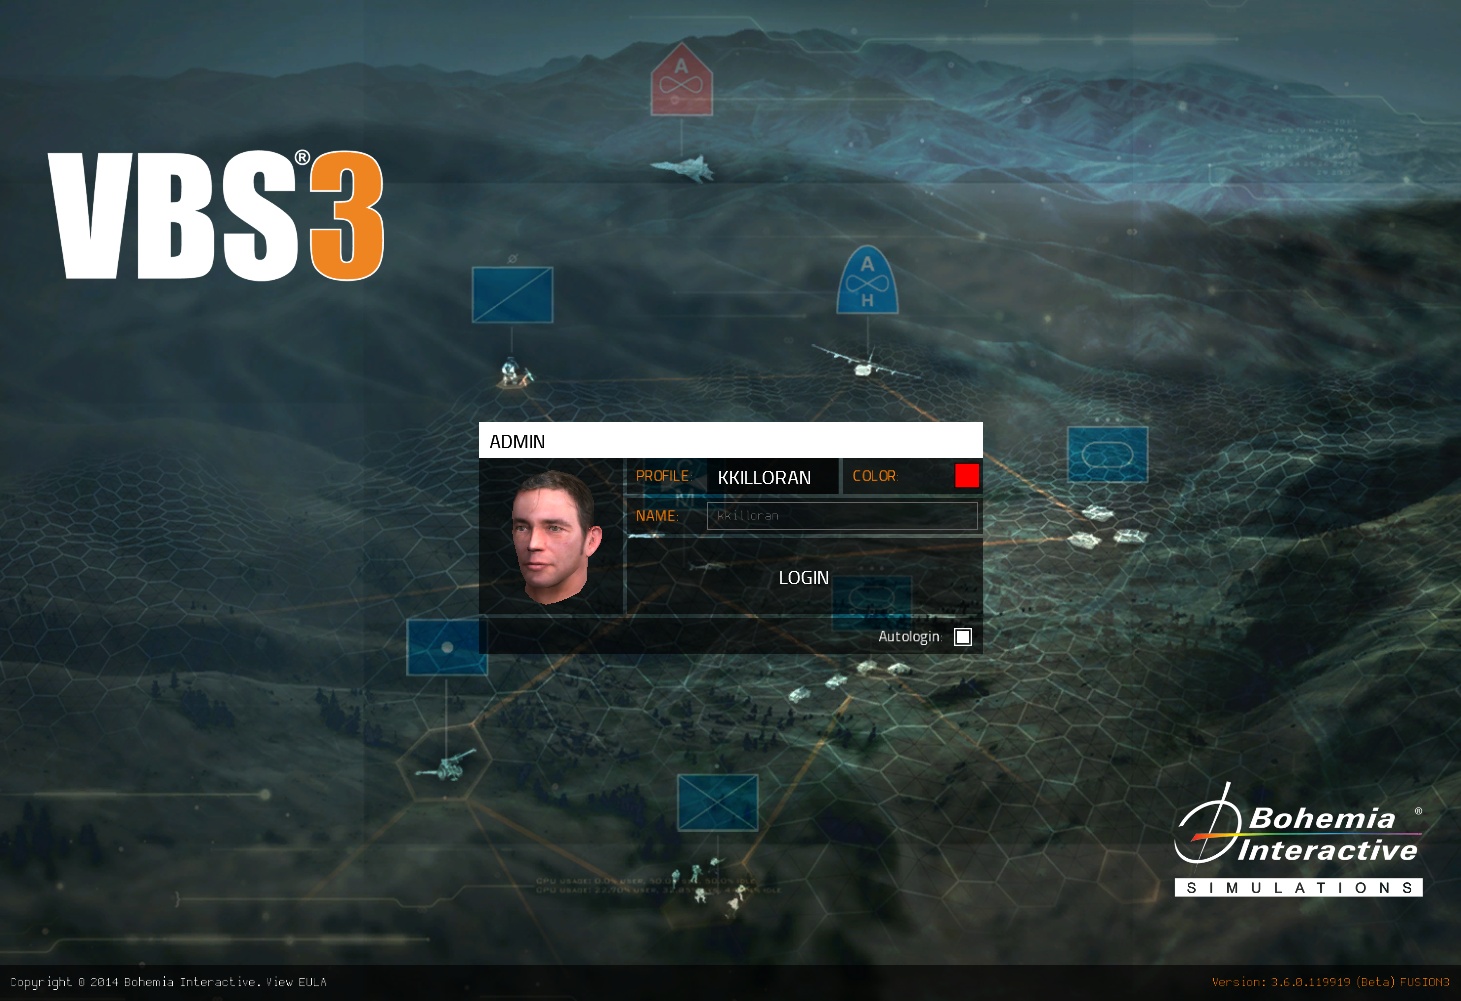 A
VBS®3
A
H
ADMIN
PROFILE: KKILLORAN COLOR:
NAME: kkilloran
M
LOGIN
Autologin
Bohemia ®
Interactive
SIMULATIONS
Copyright © 2014 Bohemia Interactive. View EULA
Version: 3.6.0.119919 (Beta) FUSION3